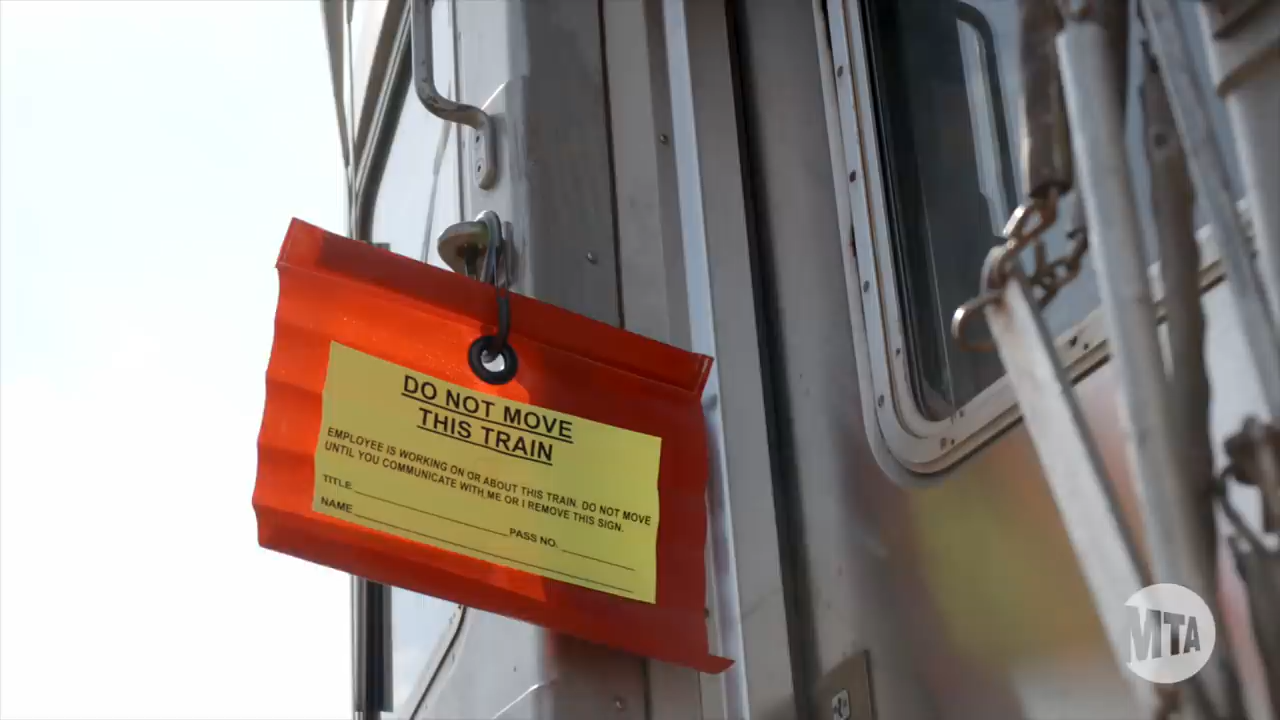 DO NOT MOVE
THIS TRAIN
EMPLOYEE IS WORKING ON OR ABOUT THIS TRAIN. DO NOT MOVE
UNTIL YOU COMMUNICATE WITH ME OR I REMOVE THIS SIGN.
TITLE
PASS NO.
NAME
MTA